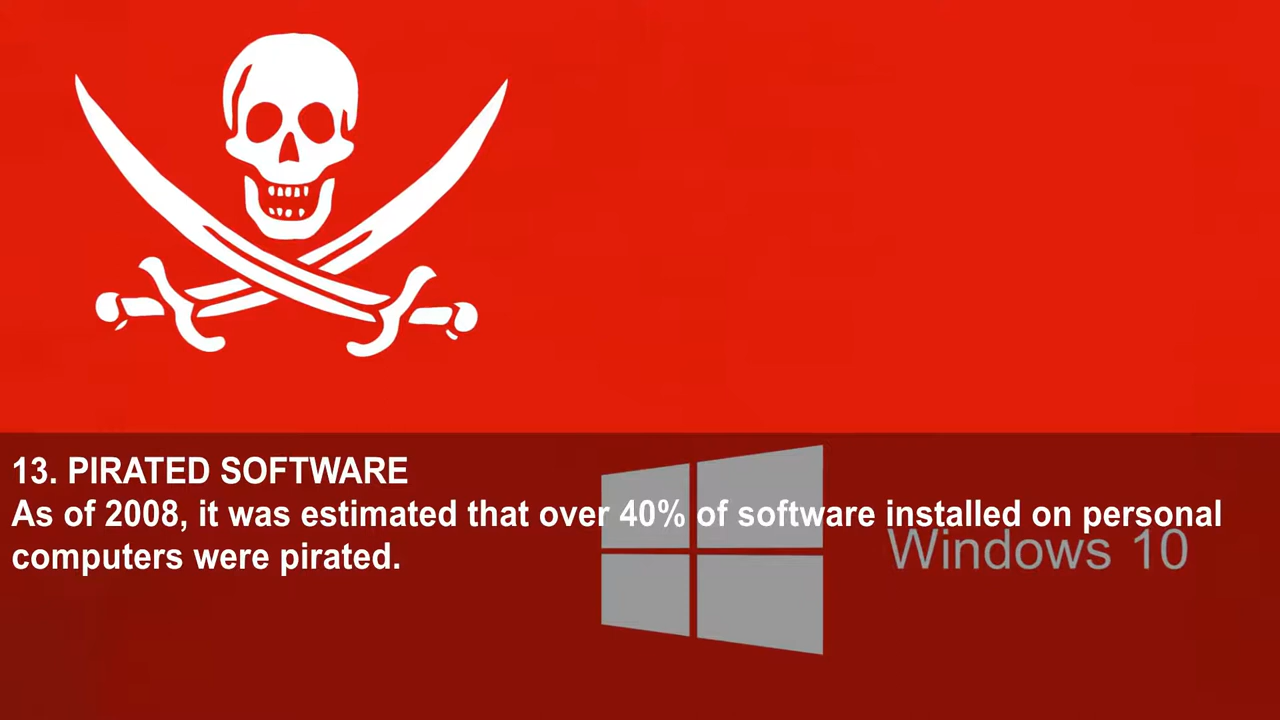 13. PIRATED SOFTWARE
As of 2008, it was estimated that over 40% of software installed on personal
computers were pirated.
Windows 10